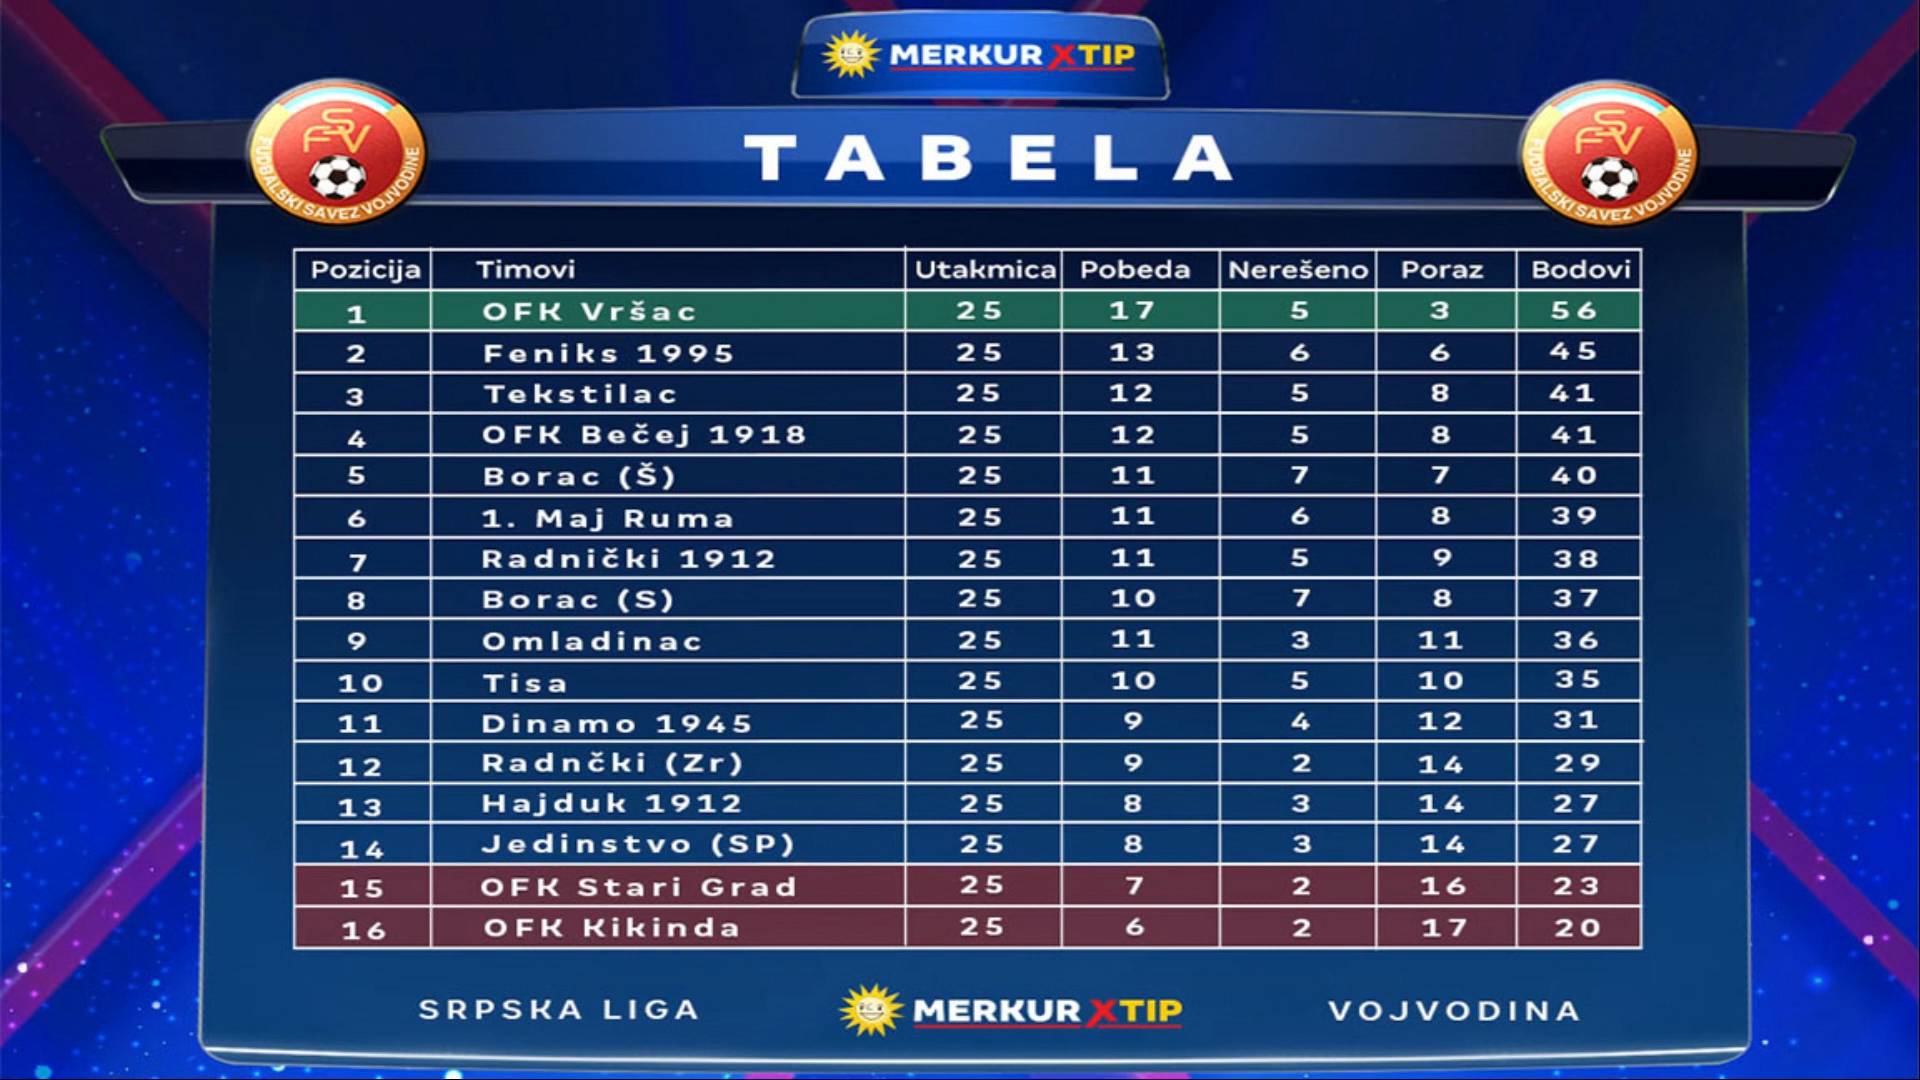 MERKUR XTIP
FSV
FUDBALSKI SAVEZ VOJVODINE
TABELA
FSV
FUDBALSKI SAVEZ VOJVODINE
Pozicija Timovi Utakmica Pobeda Nerešeno Poraz Bodovi
1 OFK Vršac 25 17 5 3 56
2 Feniks 1995 25 13 6 6 45
3 Tekstilac 25 12 5 8 41
4 OFK Bečej 1918 25 12 5 8 41
5 Borac (Š) 25 11 7 7 40
6 1. Maj Ruma 25 11 6 8 39
7 Radnički 1912 25 11 5 9 38
8 Borac (S) 25 10 7 8 37
9 Omladinac 25 11 3 11 36
10 Tisa 25 10 5 10 35
11 Dinamo 1945 25 9 4 12 31
12 Radnčki (Zr) 25 9 2 14 29
13 Hajduk 1912 25 8 3 14 27
14 Jedinstvo (SP) 25 8 3 14 27
15 OFK Stari Grad 25 7 2 16 23
16 OFK Kikinda 25 6 2 17 20
SRPSKA LIGA MERKUR XTIP VOJVODINA